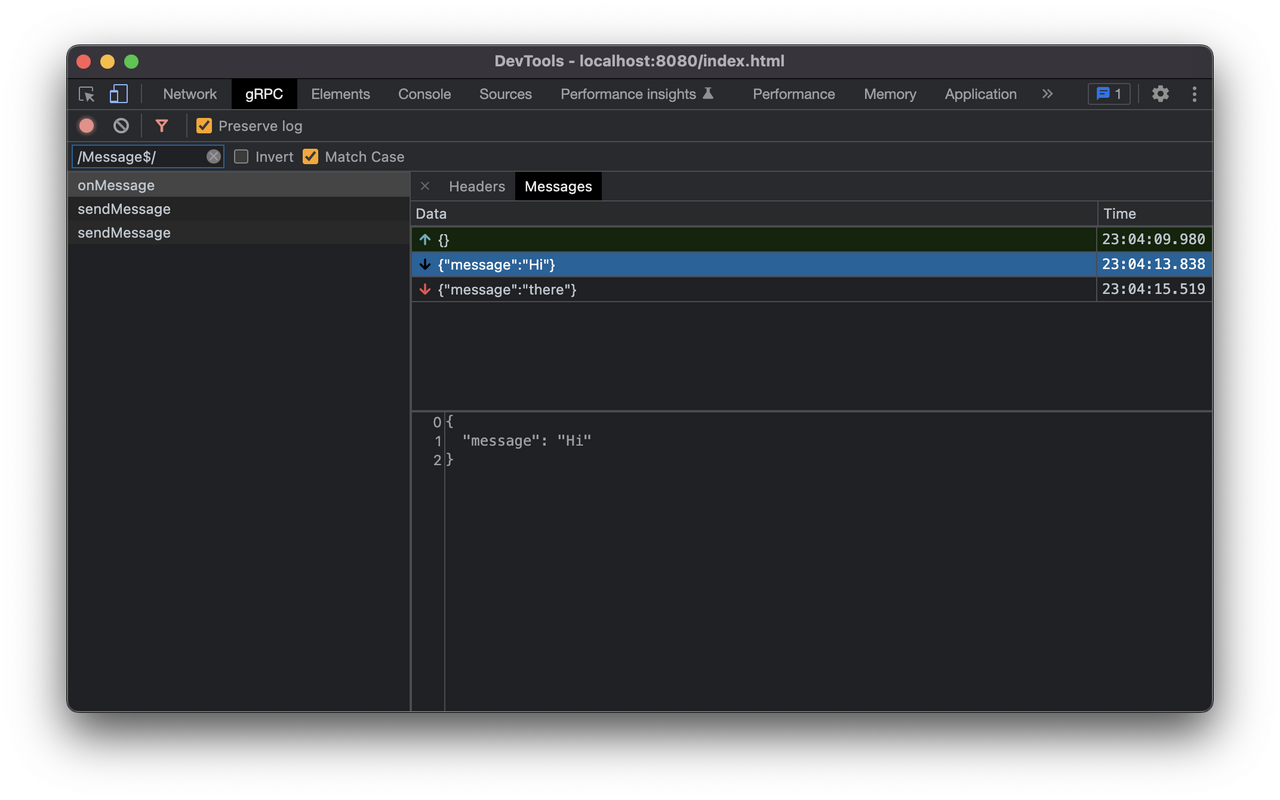 DevTools - localhost:8080/index.html
Network gRPC Elements Console Sources Performance insights Performance Memory Application » 1
Preserve log
/Message$/ Invert Match Case
onMessage
sendMessage
sendMessage
Headers Messages
Data Time
{} 23:04:09.980
{"message":"Hi"} 23:04:13.838
{"message":"there"} 23:04:15.519
0 {
1 "message": "Hi"
2 }